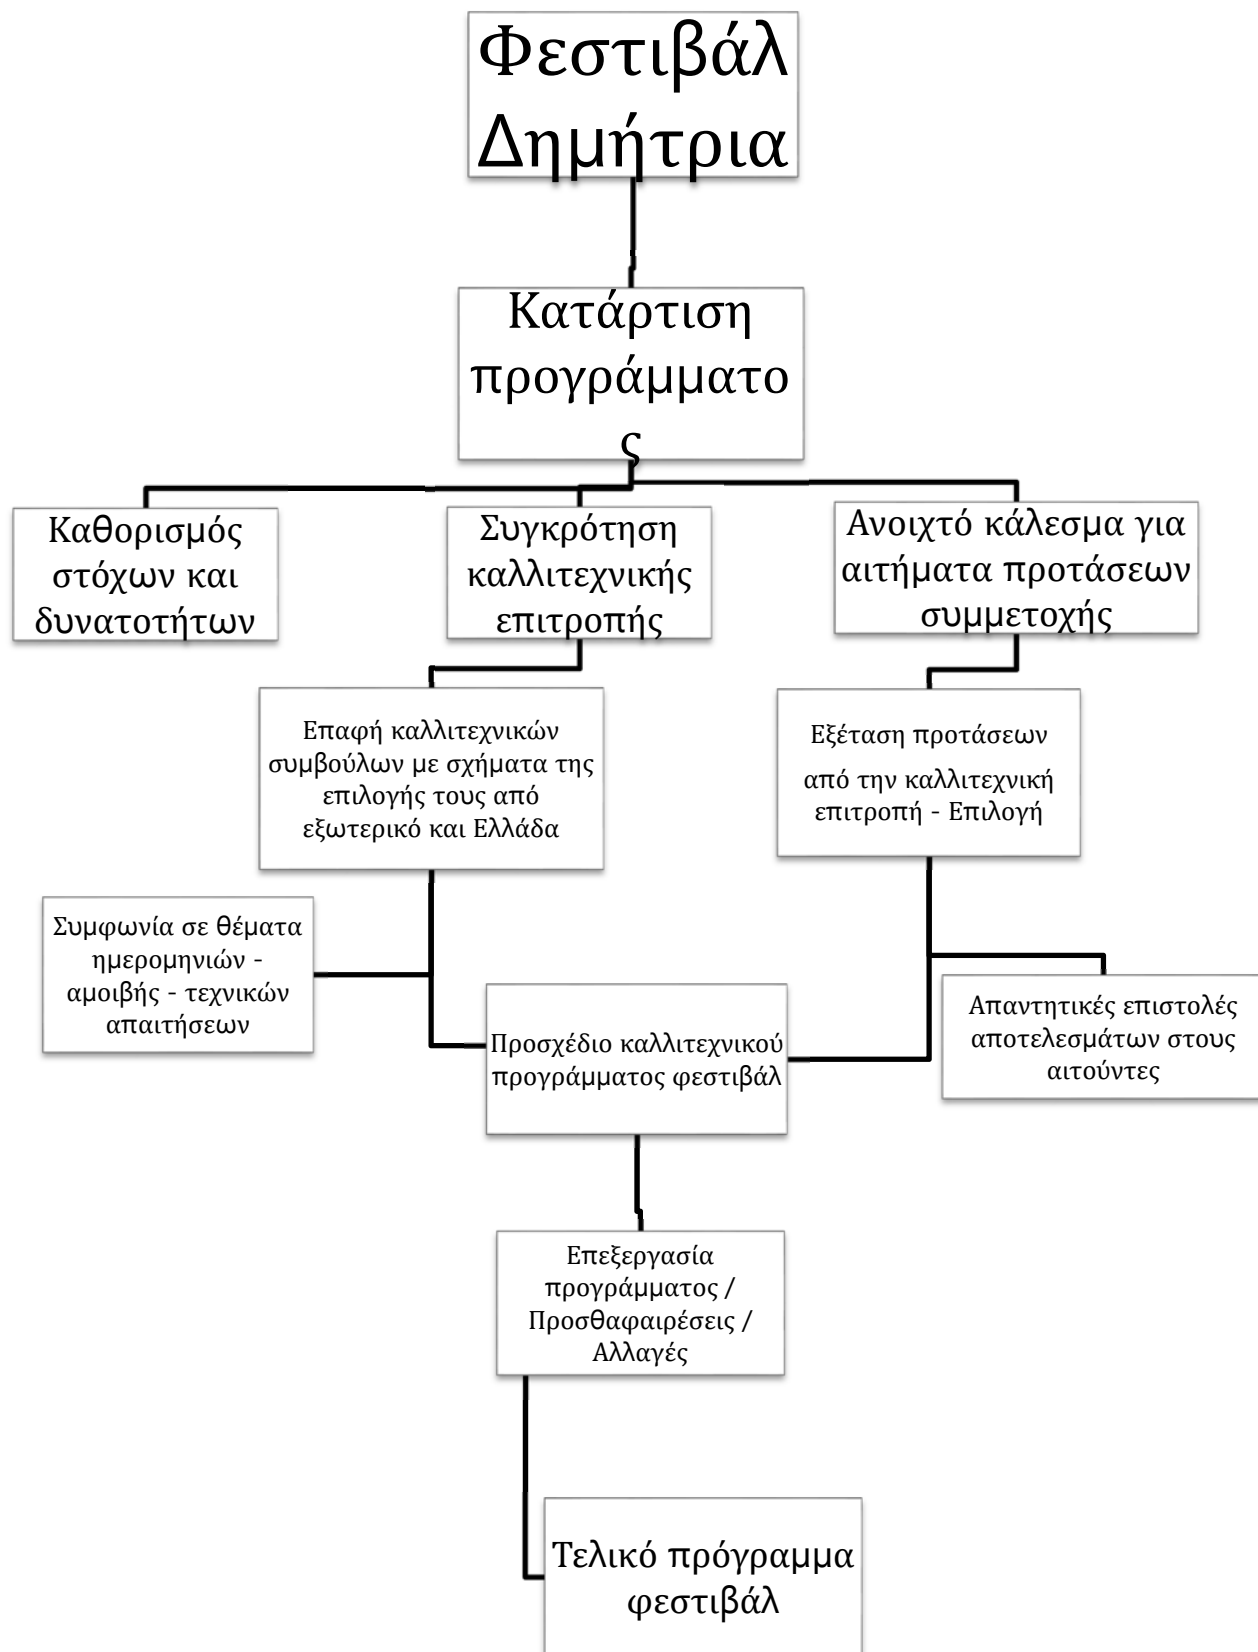 Φεστιβάλ
Δημήτρια
Κατάρτιση
προγράμματο
ς
Καθορισμός
στόχων και
δυνατοτήτων
Συγκρότηση
καλλιτεχνικής
επιτροπής
Ανοιχτό κάλεσμα για
αιτήματα προτάσεων
συμμετοχής
Επαφή καλλιτεχνικών
συμβούλων με σχήματα της
επιλογής τους από
εξωτερικό και Ελλάδα
Εξέταση προτάσεων
από την καλλιτεχνική
επιτροπή - Επιλογή
Συμφωνία σε θέματα
ημερομηνιών -
αμοιβής - τεχνικών
απαιτήσεων
Προσχέδιο καλλιτεχνικού
προγράμματος φεστιβάλ
Απαντητικές επιστολές
αποτελεσμάτων στους
αιτούντες
Επεξεργασία
προγράμματος /
Προσθαφαιρέσεις /
Αλλαγές
Τελικό πρόγραμμα
φεστιβάλ